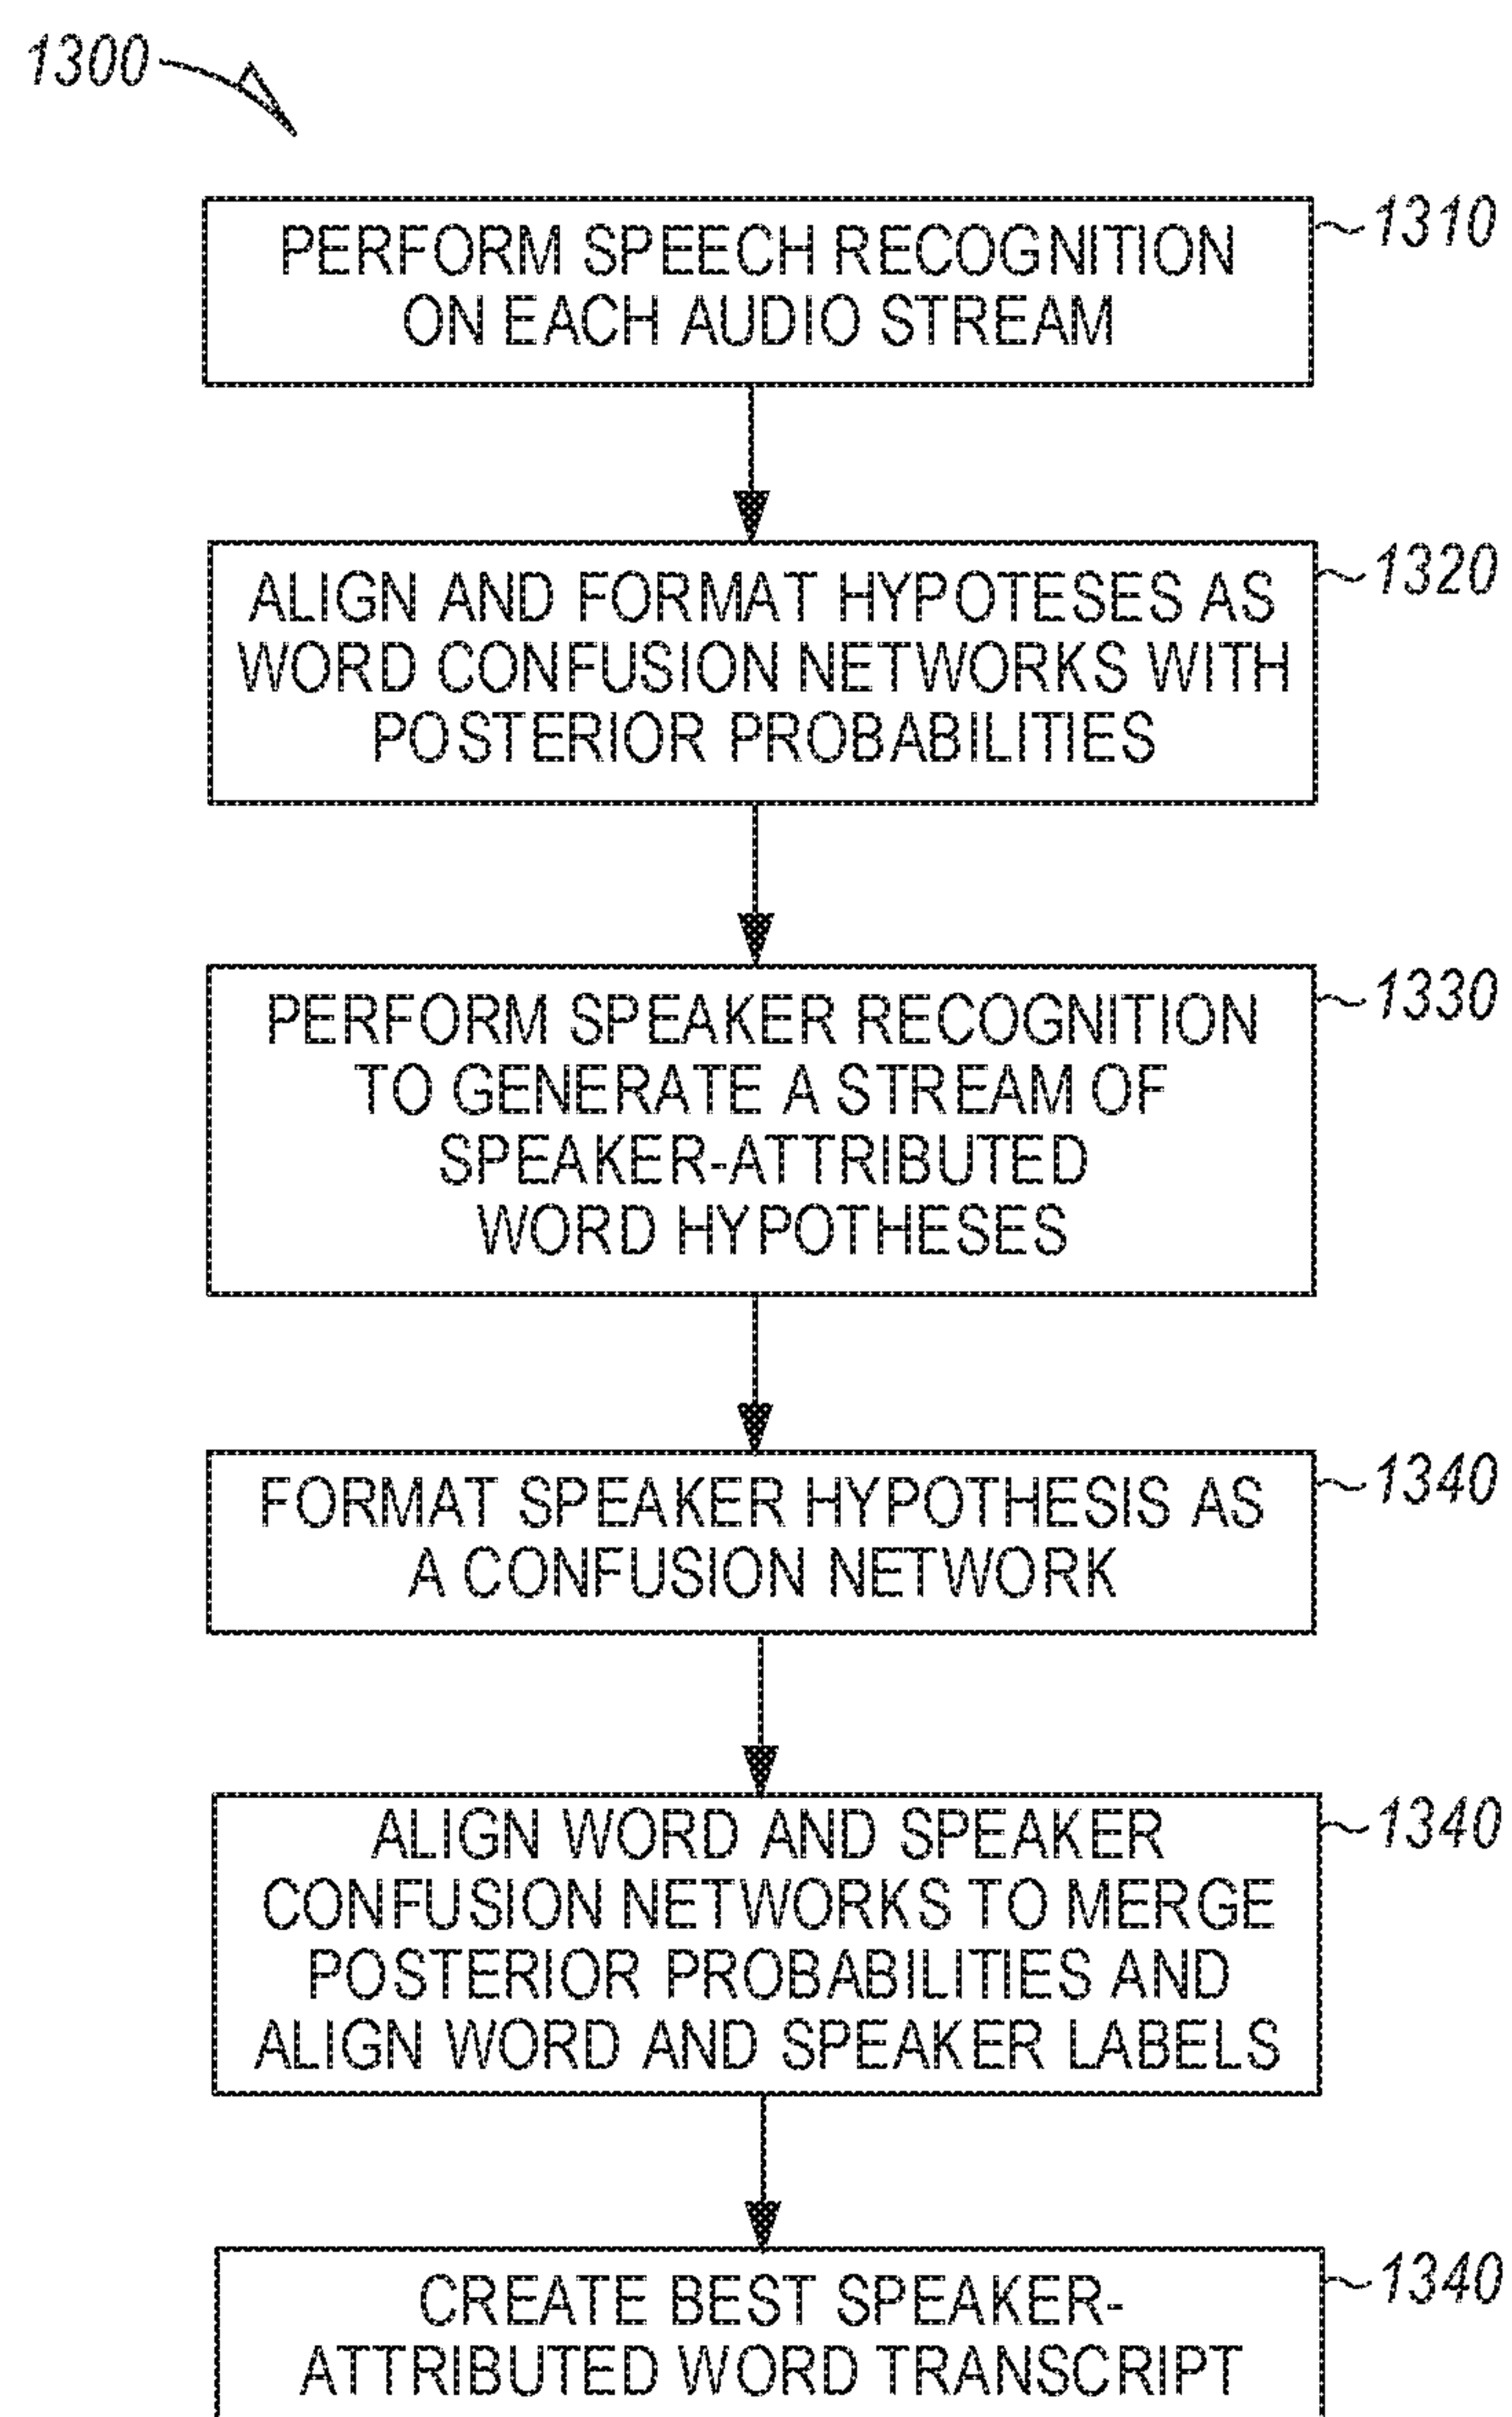 1300
PERFORM SPEECH RECOGNITION
ON EACH AUDIO STREAM
1310
ALIGN AND FORMAT HYPOTESES AS
WORD CONFUSION NETWORKS WITH
POSTERIOR PROBABILITIES
1320
PERFORM SPEAKER RECOGNITION
TO GENERATE A STREAM OF
SPEAKER-ATTRIBUTED
WORD HYPOTHESES
1330
FORMAT SPEAKER HYPOTHESIS AS
A CONFUSION NETWORK
1340
ALIGN WORD AND SPEAKER
CONFUSION NETWORKS TO MERGE
POSTERIOR PROBABILITIES AND
ALIGN WORD AND SPEAKER LABELS
1340
CREATE BEST SPEAKER-
ATTRIBUTED WORD TRANSCRIPT
1340